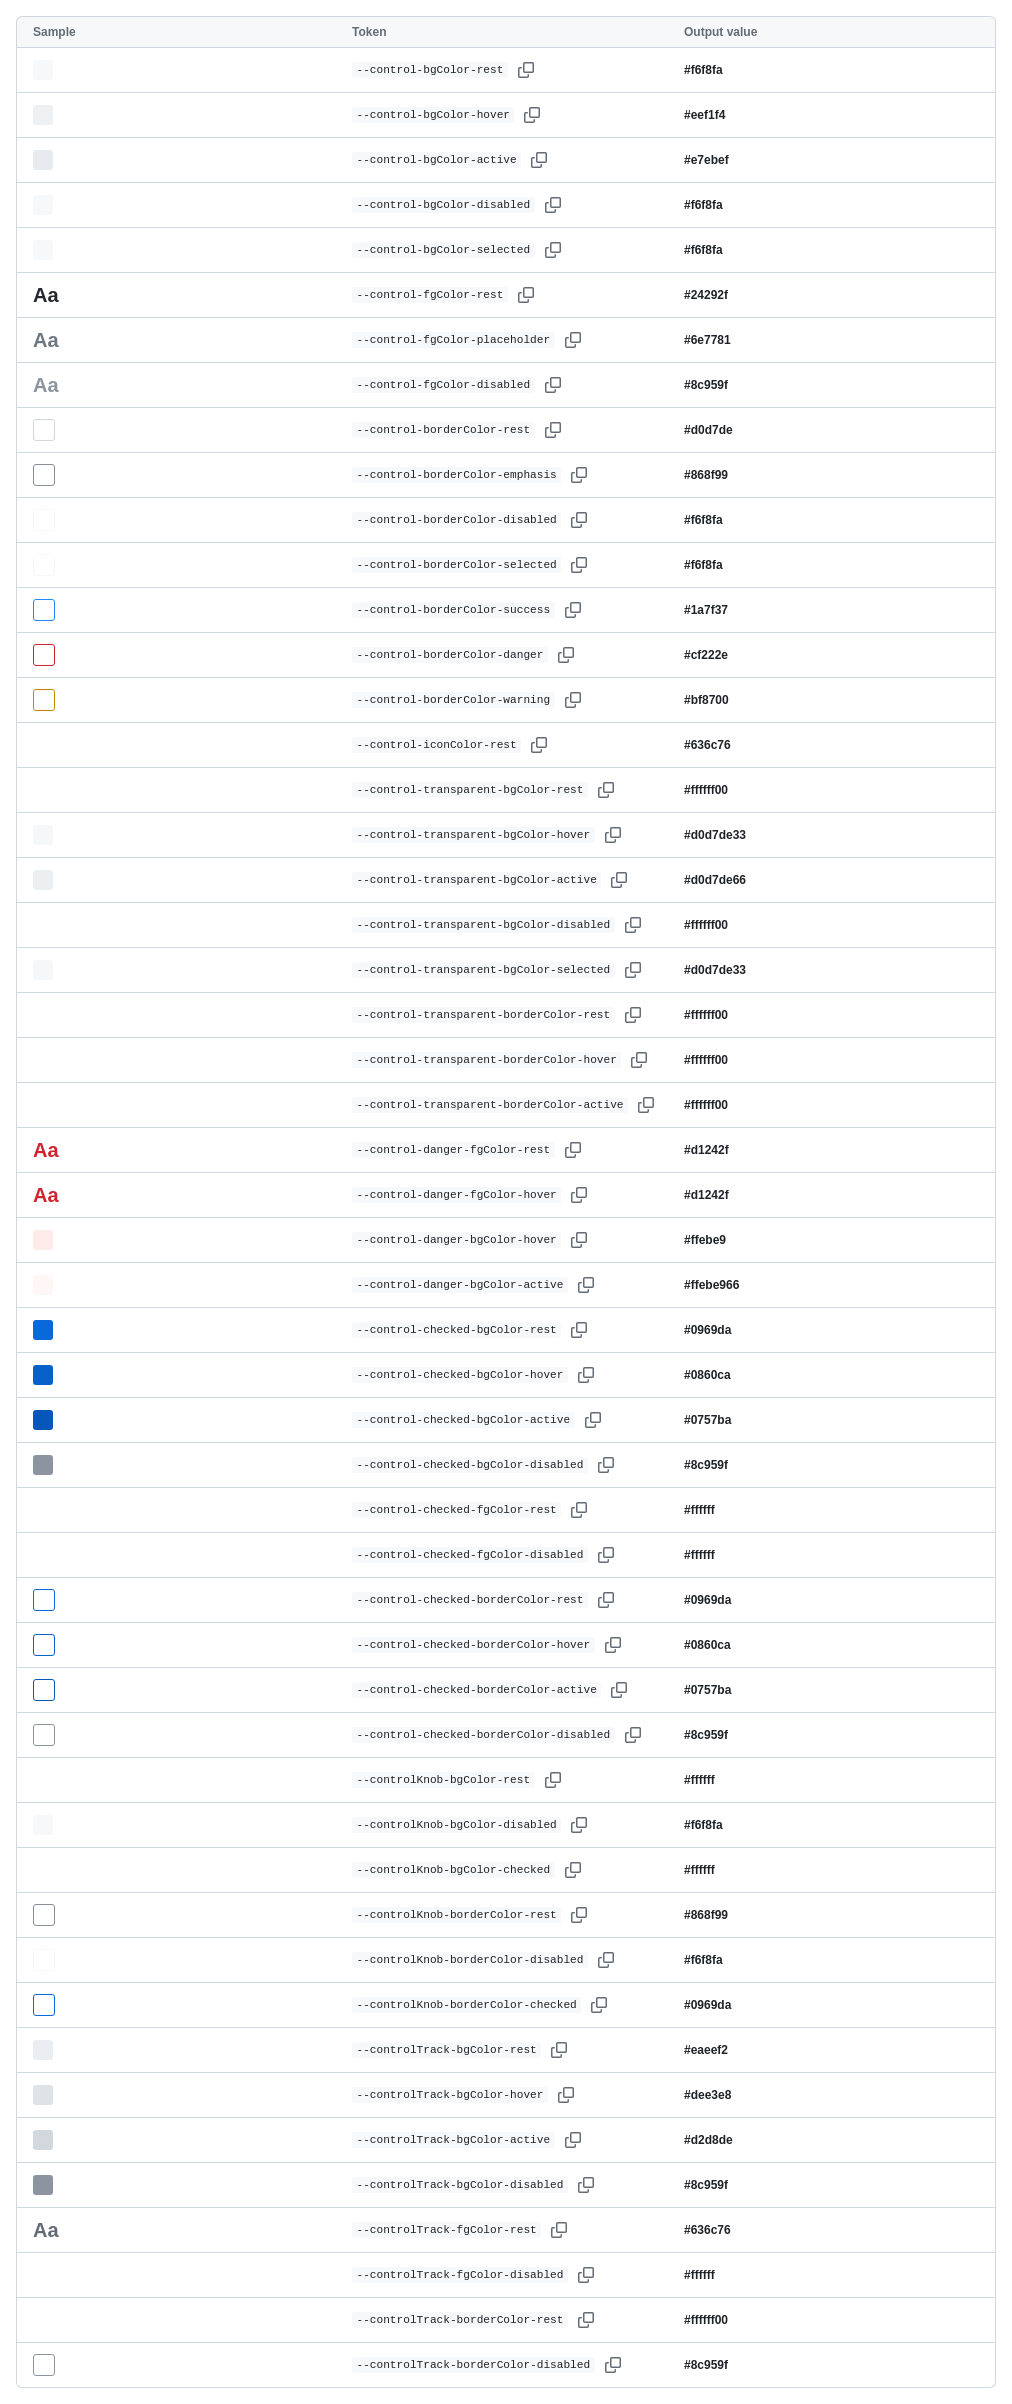 Sample Token Output value
--control-bgColor-rest #f6f8fa
--control-bgColor-hover #eef1f4
--control-bgColor-active #e7ebef
--control-bgColor-disabled #f6f8fa
--control-bgColor-selected #f6f8fa
Aa --control-fgColor-rest #24292f
Aa --control-fgColor-placeholder #6e7781
Aa --control-fgColor-disabled #8c959f
--control-borderColor-rest #d0d7de
--control-borderColor-emphasis #868f99
--control-borderColor-disabled #f6f8fa
--control-borderColor-selected #f6f8fa
--control-borderColor-success #1a7f37
--control-borderColor-danger #cf222e
--control-borderColor-warning #bf8700
--control-iconColor-rest #636c76
--control-transparent-bgColor-rest #ffffff00
--control-transparent-bgColor-hover #d0d7de33
--control-transparent-bgColor-active #d0d7de66
--control-transparent-bgColor-disabled #ffffff00
--control-transparent-bgColor-selected #d0d7de33
--control-transparent-borderColor-rest #ffffff00
--control-transparent-borderColor-hover #ffffff00
--control-transparent-borderColor-active #ffffff00
Aa --control-danger-fgColor-rest #d1242f
Aa --control-danger-fgColor-hover #d1242f
--control-danger-bgColor-hover #ffebe9
--control-danger-bgColor-active #ffebe966
--control-checked-bgColor-rest #0969da
--control-checked-bgColor-hover #0860ca
--control-checked-bgColor-active #0757ba
--control-checked-bgColor-disabled #8c959f
--control-checked-fgColor-rest #ffffff
--control-checked-fgColor-disabled #ffffff
--control-checked-borderColor-rest #0969da
--control-checked-borderColor-hover #0860ca
--control-checked-borderColor-active #0757ba
--control-checked-borderColor-disabled #8c959f
--controlKnob-bgColor-rest #ffffff
--controlKnob-bgColor-disabled #f6f8fa
--controlKnob-bgColor-checked #ffffff
--controlKnob-borderColor-rest #868f99
--controlKnob-borderColor-disabled #f6f8fa
--controlKnob-borderColor-checked #0969da
--controlTrack-bgColor-rest #eaeef2
--controlTrack-bgColor-hover #dee3e8
--controlTrack-bgColor-active #d2d8de
--controlTrack-bgColor-disabled #8c959f
Aa --controlTrack-fgColor-rest #636c76
--controlTrack-fgColor-disabled #ffffff
--controlTrack-borderColor-rest #ffffff00
--controlTrack-borderColor-disabled #8c959f